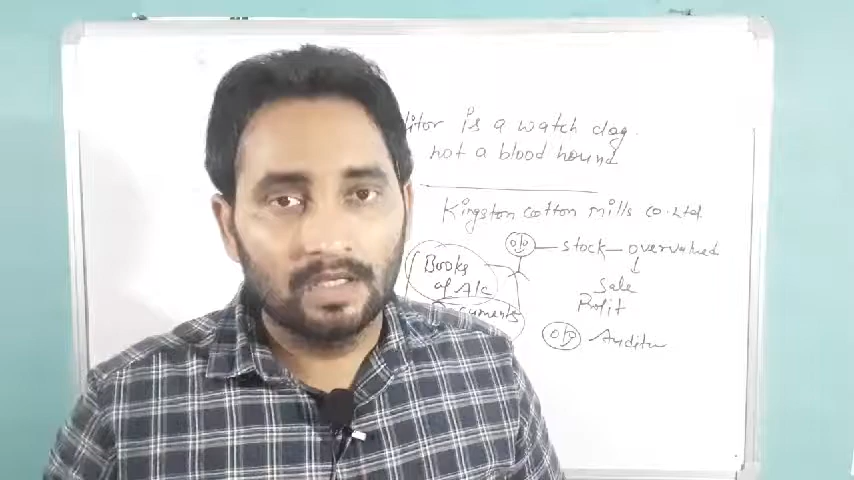 itor is a watch dog.
not a blood hound
Kingston cotton mills co. Ltd.
o/p — stock — overvalued
Books of A/c
Sale
Profit
uments
o/p Auditor